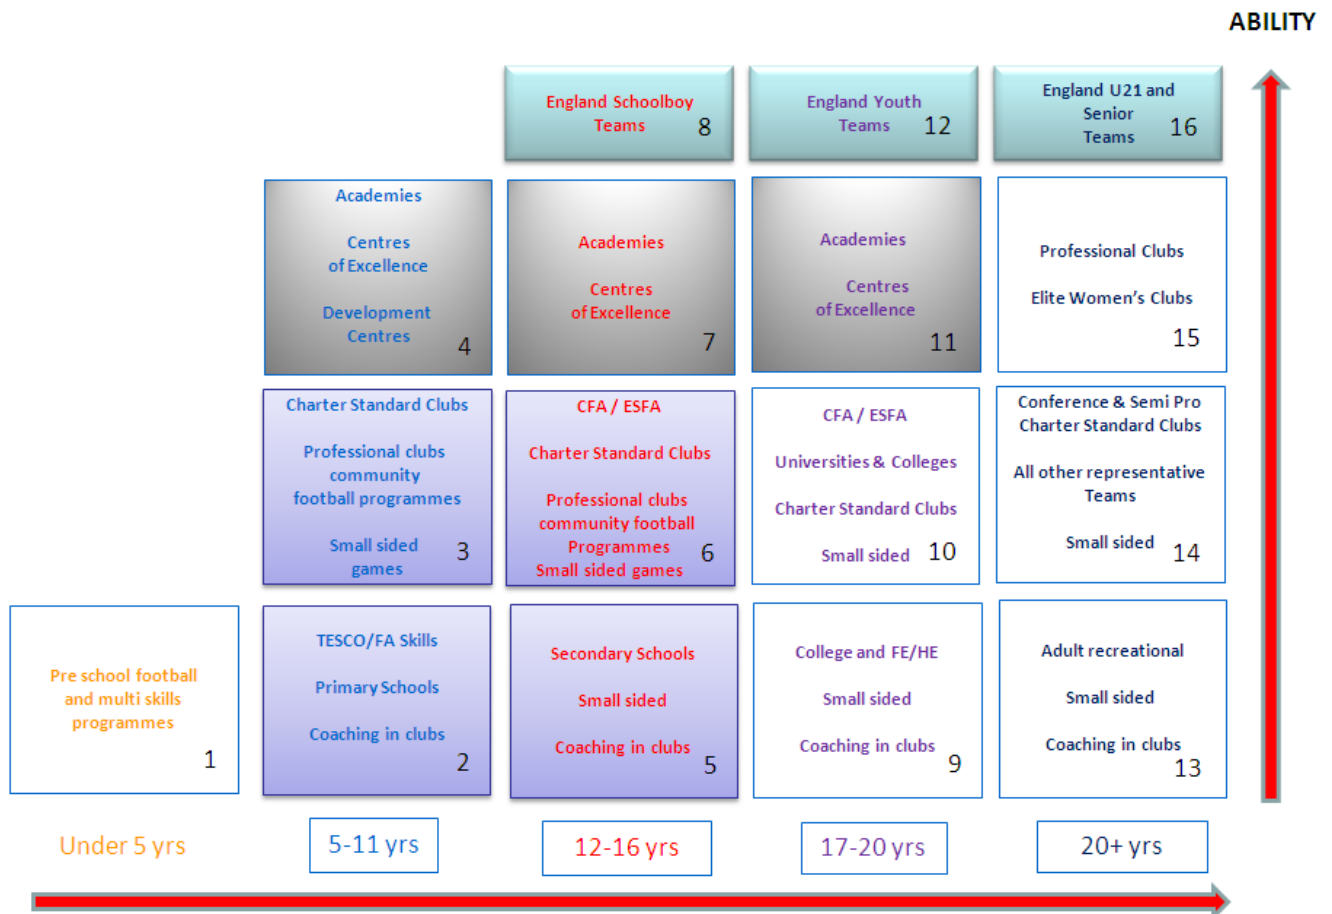 ABILITY
England Schoolboy
Teams
8
England Youth
Teams
12
England U21 and
Senior
Teams
16
Academies
Centres
of Excellence
Development
Centres
4
Academies
Centres
of Excellence
7
Academies
Centres
of Excellence
11
Professional Clubs
Elite Women's Clubs
15
Charter Standard Clubs
Professional clubs
community
football programmes
Small sided
games
3
CFA / ESFA
Charter Standard Clubs
Professional clubs
community football
Programmes
Small sided games
6
CFA / ESFA
Universities & Colleges
Charter Standard Clubs
Small sided
10
Conference & Semi Pro
Charter Standard Clubs
All other representative
Teams
Small sided
14
Pre school football
and multi skills
programmes
1
TESCO/FA Skills
Primary Schools
Coaching in clubs
2
Secondary Schools
Small sided
Coaching in clubs
5
College and FE/HE
Small sided
Coaching in clubs
9
Adult recreational
Small sided
Coaching in clubs
13
Under 5 yrs
5-11 yrs
12-16 yrs
17-20 yrs
20+ yrs